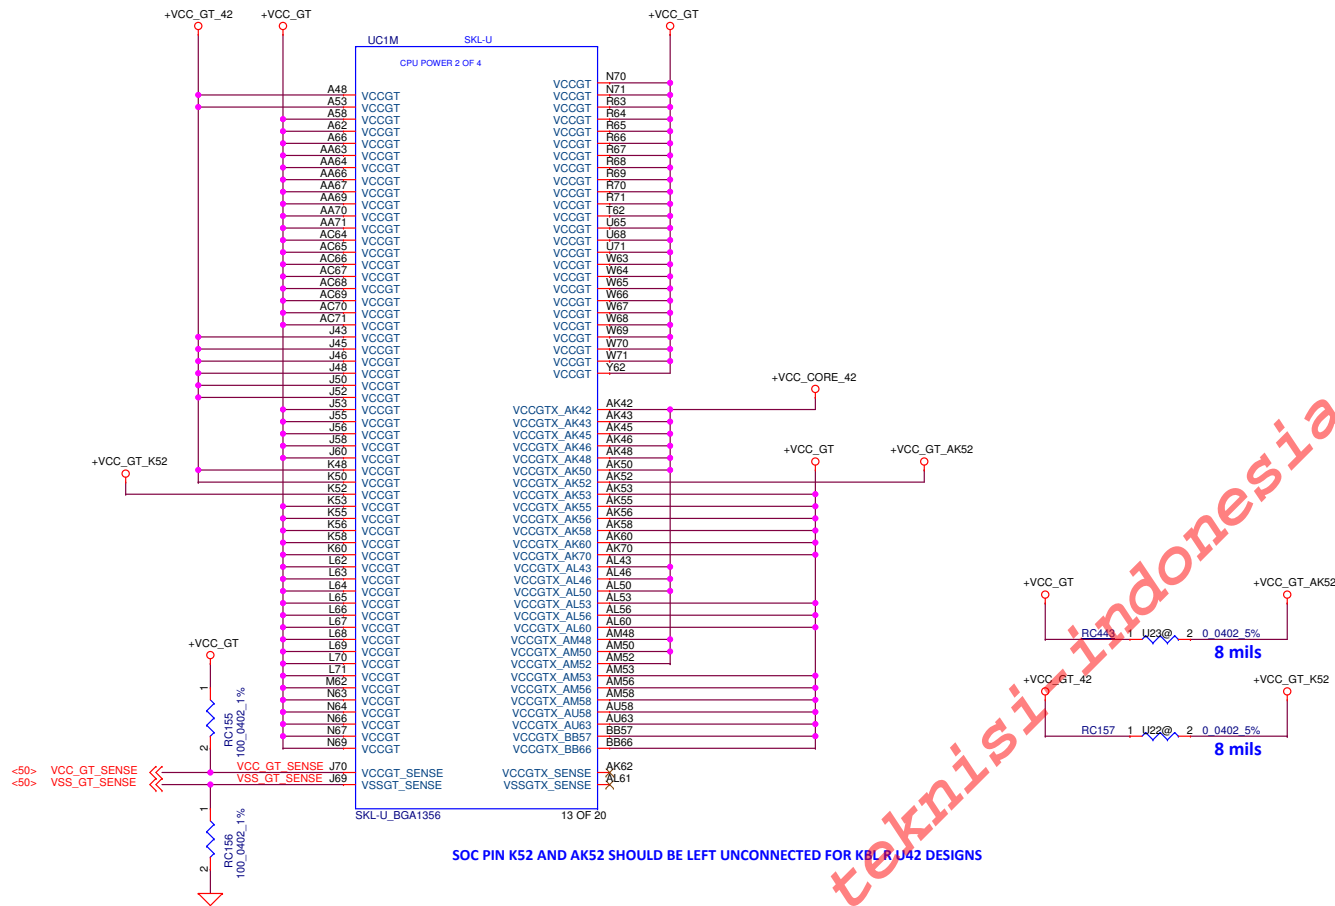 +VCC_GT_42
+VCC_GT
+VCC_GT
UC1M
SKL-U
CPU POWER 2 OF 4
A48 VCCGT
A53 VCCGT
A58 VCCGT
A62 VCCGT
A66 VCCGT
AA63 VCCGT
AA64 VCCGT
AA66 VCCGT
AA67 VCCGT
AA69 VCCGT
AA70 VCCGT
AA71 VCCGT
AC64 VCCGT
AC65 VCCGT
AC66 VCCGT
AC67 VCCGT
AC68 VCCGT
AC69 VCCGT
AC70 VCCGT
AC71 VCCGT
J43 VCCGT
J45 VCCGT
J46 VCCGT
J48 VCCGT
J50 VCCGT
J52 VCCGT
J53 VCCGT
J55 VCCGT
J56 VCCGT
J58 VCCGT
J60 VCCGT
K48 VCCGT
K50 VCCGT
K52 VCCGT
K53 VCCGT
K55 VCCGT
K56 VCCGT
K58 VCCGT
K60 VCCGT
L62 VCCGT
L63 VCCGT
L64 VCCGT
L65 VCCGT
L66 VCCGT
L67 VCCGT
L68 VCCGT
L69 VCCGT
L70 VCCGT
L71 VCCGT
M62 VCCGT
N63 VCCGT
N64 VCCGT
N66 VCCGT
N67 VCCGT
N69 VCCGT
VCCGT N70
VCCGT N71
VCCGT R63
VCCGT R64
VCCGT R65
VCCGT R66
VCCGT R67
VCCGT R68
VCCGT R69
VCCGT R70
VCCGT R71
VCCGT T62
VCCGT U65
VCCGT U68
VCCGT U71
VCCGT W63
VCCGT W64
VCCGT W65
VCCGT W66
VCCGT W67
VCCGT W68
VCCGT W69
VCCGT W70
VCCGT W71
VCCGT Y62
+VCC_CORE_42
VCCGTX_AK42 AK42
VCCGTX_AK43 AK43
VCCGTX_AK45 AK45
VCCGTX_AK46 AK46
VCCGTX_AK48 AK48
VCCGTX_AK50 AK50
VCCGTX_AK52 AK52
VCCGTX_AK53 AK53
VCCGTX_AK55 AK55
VCCGTX_AK56 AK56
VCCGTX_AK58 AK58
VCCGTX_AK60 AK60
VCCGTX_AK70 AK70
VCCGTX_AL43 AL43
VCCGTX_AL46 AL46
VCCGTX_AL50 AL50
VCCGTX_AL53 AL53
VCCGTX_AL56 AL56
VCCGTX_AL60 AL60
VCCGTX_AM48 AM48
VCCGTX_AM50 AM50
VCCGTX_AM52 AM52
VCCGTX_AM53 AM53
VCCGTX_AM56 AM56
VCCGTX_AM58 AM58
VCCGTX_AU58 AU58
VCCGTX_AU63 AU63
VCCGTX_BB57 BB57
VCCGTX_BB66 BB66
+VCC_GT
+VCC_GT_AK52
+VCC_GT_K52
+VCC_GT
1 RC155 100_0402_1% 2
<50> VCC_GT_SENSE VCC_GT_SENSE J70 VCCGT_SENSE
<50> VSS_GT_SENSE VSS_GT_SENSE J69 VSSGT_SENSE
VCCGTX_SENSE AK62
VSSGTX_SENSE AL61
1 RC156 100_0402_1% 2
SKL-U_BGA1356
13 OF 20
SOC PIN K52 AND AK52 SHOULD BE LEFT UNCONNECTED FOR KBL R U42 DESIGNS
+VCC_GT
+VCC_GT_AK52
RC443 1 U23@ 2 0_0402_5%
8 mils
+VCC_GT_42
+VCC_GT_K52
RC157 1 U22@ 2 0_0402_5%
8 mils
teknisi-indonesia